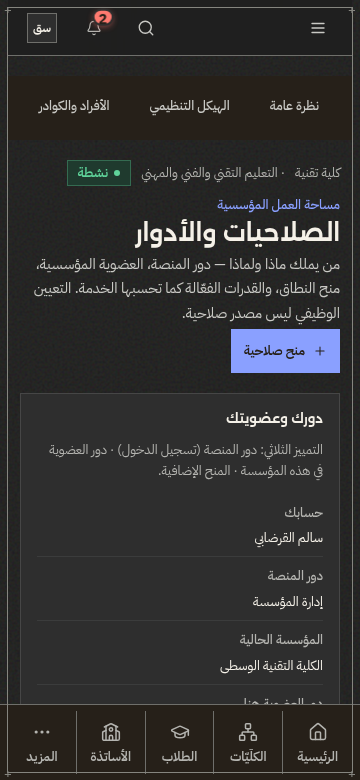 سق
2
نظرة عامة
الهيكل التنظيمي
الأفراد والكوادر
كلية تقنية · التعليم التقني والفني والمهني
نشطة
مساحة العمل المؤسسية
الصلاحيات والأدوار
من يملك ماذا ولماذا — دور المنصة، العضوية المؤسسية،
منح النطاق، والقدرات الفعّالة كما تحسبها الخدمة. التعيين
الوظيفي ليس مصدر صلاحية.
+ منح صلاحية
دورك وعضويتك
التمييز الثلاثي: دور المنصة (تسجيل الدخول) · دور العضوية
في هذه المؤسسة · المنح الإضافية.
حسابك
سالم القرضابي
دور المنصة
إدارة المؤسسة
المؤسسة الحالية
الكلية التقنية الوسطى
الرئيسية
الكليّات
الطلاب
الأساتذة
المزيد